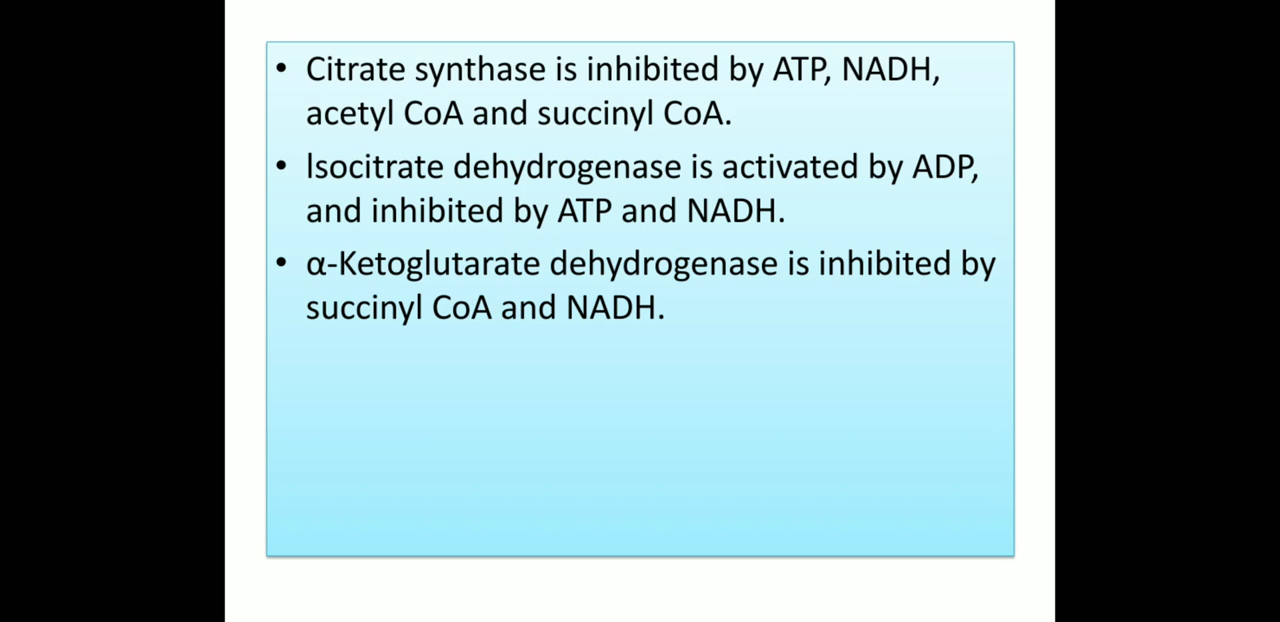 • Citrate synthase is inhibited by ATP, NADH,
acetyl CoA and succinyl CoA.
• Isocitrate dehydrogenase is activated by ADP,
and inhibited by ATP and NADH.
• α-Ketoglutarate dehydrogenase is inhibited by
succinyl CoA and NADH.